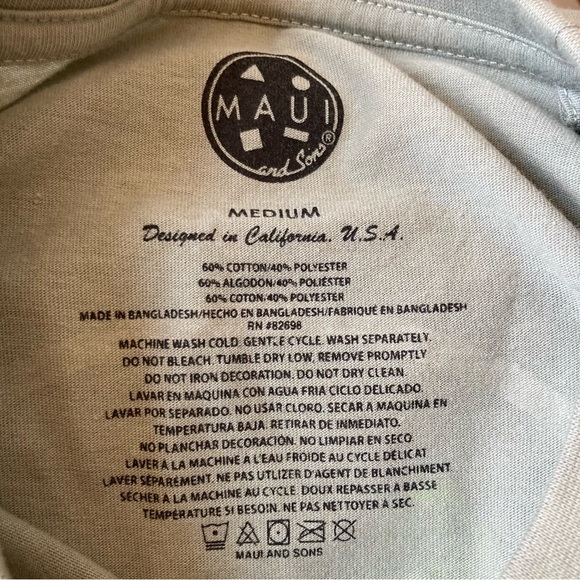 MAUI
and Sons®
MEDIUM
Designed in California. U.S.A.
60% COTTON/40% POLYESTER
60% ALGODON/40% POLIÉSTER
60% COTON/40% POLYESTER
MADE IN BANGLADESH/HECHO EN BANGLADESH/FABRIQUÉ EN BANGLADESH
RN #82698
MACHINE WASH COLD. GENTLE CYCLE. WASH SEPARATELY.
DO NOT BLEACH. TUMBLE DRY LOW, REMOVE PROMPTLY
DO NOT IRON DECORATION. DO NOT DRY CLEAN.
LAVAR EN MAQUINA CON AGUA FRIA CICLO DELICADO.
LAVAR POR SEPARADO. NO USAR CLORO. SECAR A MAQUINA EN
TEMPERATURA BAJA. RETIRAR DE INMEDIATO.
NO PLANCHAR DECORACIÓN. NO LIMPIAR EN SECO
LAVER À LA MACHINE A L'EAU FROIDE AU CYCLE DÉLICAT
LAVER SÉPAREMENT. NE PAS UTLIZER D'AGENT DE BLANCHIMENT
SÉCHER A LA MACHINE AU CYCLE. DOUX REPASSER A BASSE
TEMPÉRATURE SI BESOIN. NE PAS NETTOYER A SEC.
MAUI AND SONS